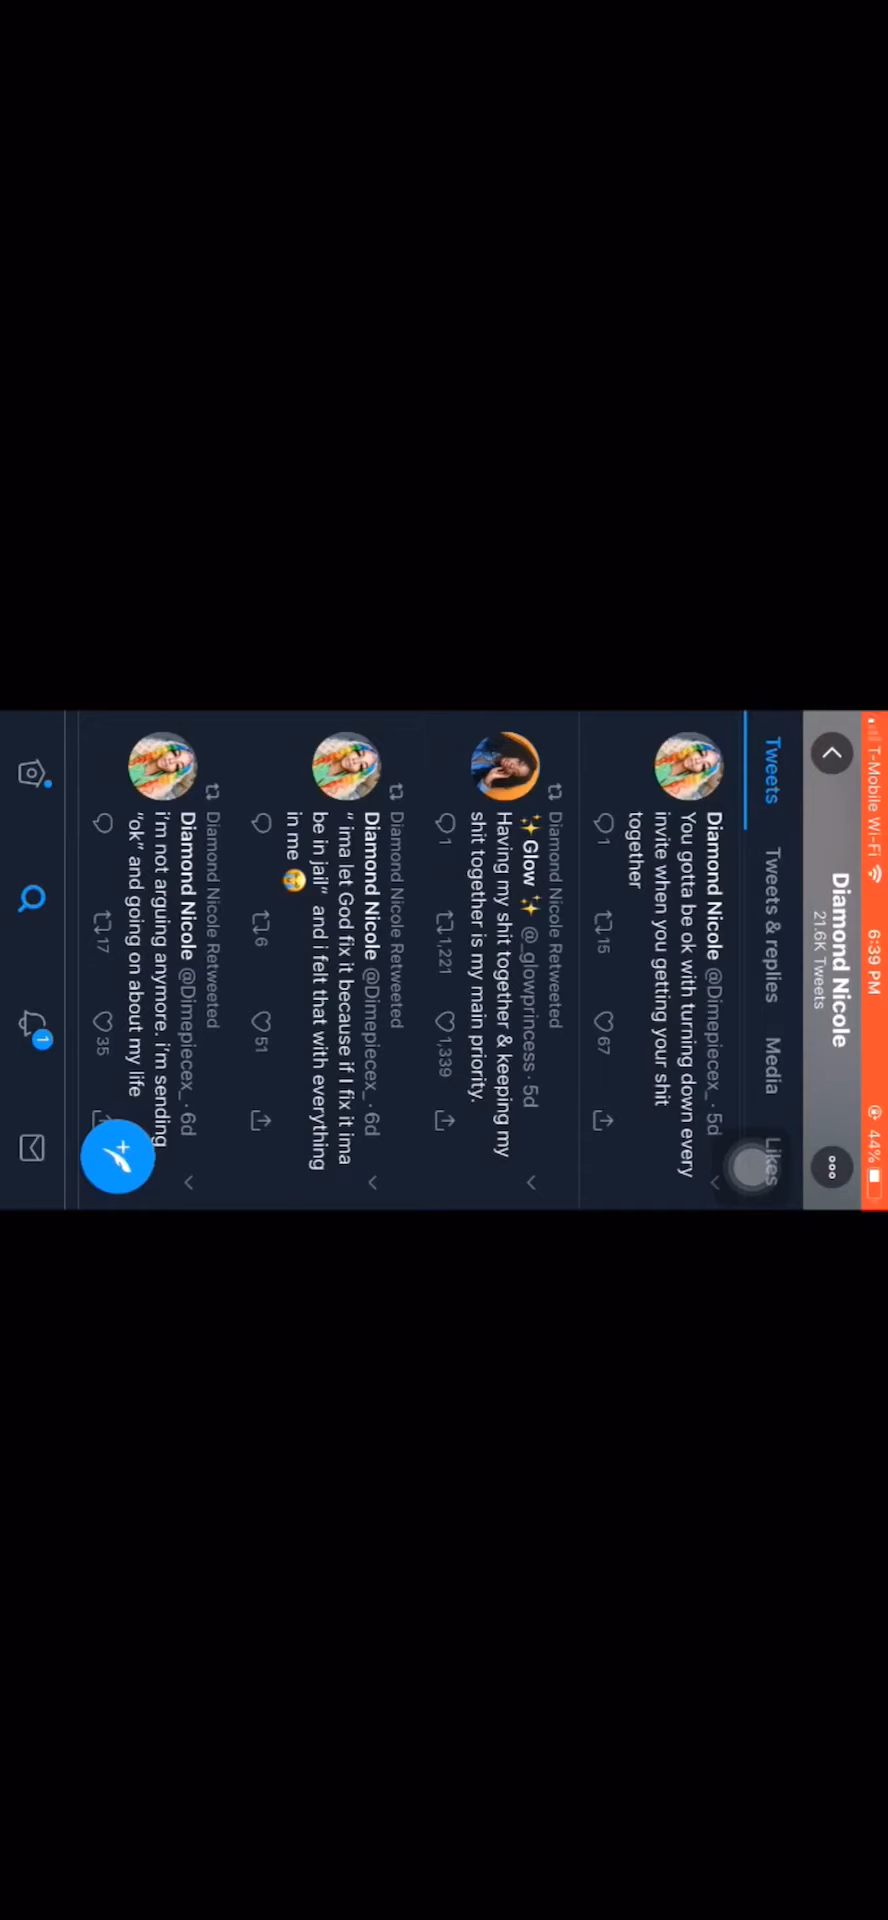 T-Mobile Wi-Fi 6:39 PM 44%
Diamond Nicole
21.6K Tweets
Tweets Tweets & replies Media Likes
Diamond Nicole @Dimepiecex_ · 5d
You gotta be ok with turning down every
invite when you getting your shit
together
1 15 67
Diamond Nicole Retweeted
✨ Glow ✨ @_glowprincess · 5d
Having my shit together & keeping my
shit together is my main priority.
1 1,221 1,339
Diamond Nicole Retweeted
Diamond Nicole @Dimepiecex_ · 6d
“ ima let God fix it because if I fix it ima
be in jail” and i felt that with everything
in me 😭
6 51
Diamond Nicole Retweeted
Diamond Nicole @Dimepiecex_ · 6d
i’m not arguing anymore. i’m sending
“ok” and going on about my life
17 35
1